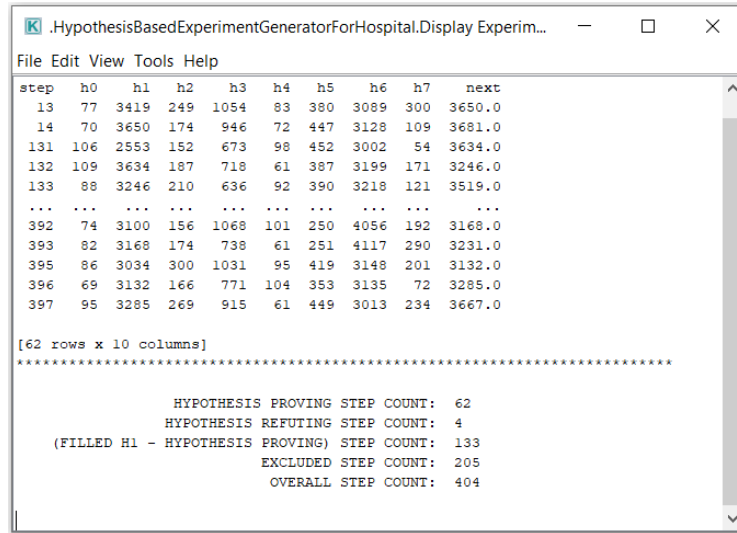 K .HypothesisBasedExperimentGeneratorForHospital.Display Experim...
File Edit View Tools Help
step h0 h1 h2 h3 h4 h5 h6 h7 next
13 77 3419 249 1054 83 380 3089 300 3650.0
14 70 3650 174 946 72 447 3128 109 3681.0
131 106 2553 152 673 98 452 3002 54 3634.0
132 109 3634 187 718 61 387 3199 171 3246.0
133 88 3246 210 636 92 390 3218 121 3519.0
... ... ... ... ... ... ... ... ... ...
392 74 3100 156 1068 101 250 4056 192 3168.0
393 82 3168 174 738 61 251 4117 290 3231.0
395 86 3034 300 1031 95 419 3148 201 3132.0
396 69 3132 166 771 104 353 3135 72 3285.0
397 95 3285 269 915 61 449 3013 234 3667.0
[62 rows x 10 columns]
***************************************************************************
HYPOTHESIS PROVING STEP COUNT: 62
HYPOTHESIS REFUTING STEP COUNT: 4
(FILLED H1 - HYPOTHESIS PROVING) STEP COUNT: 133
EXCLUDED STEP COUNT: 205
OVERALL STEP COUNT: 404